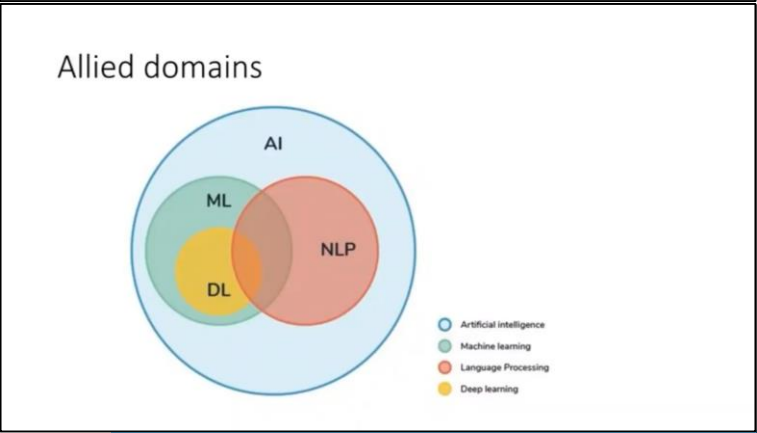 Allied domains
AI
ML
NLP
DL
Artificial intelligence
Machine learning
Language Processing
Deep learning